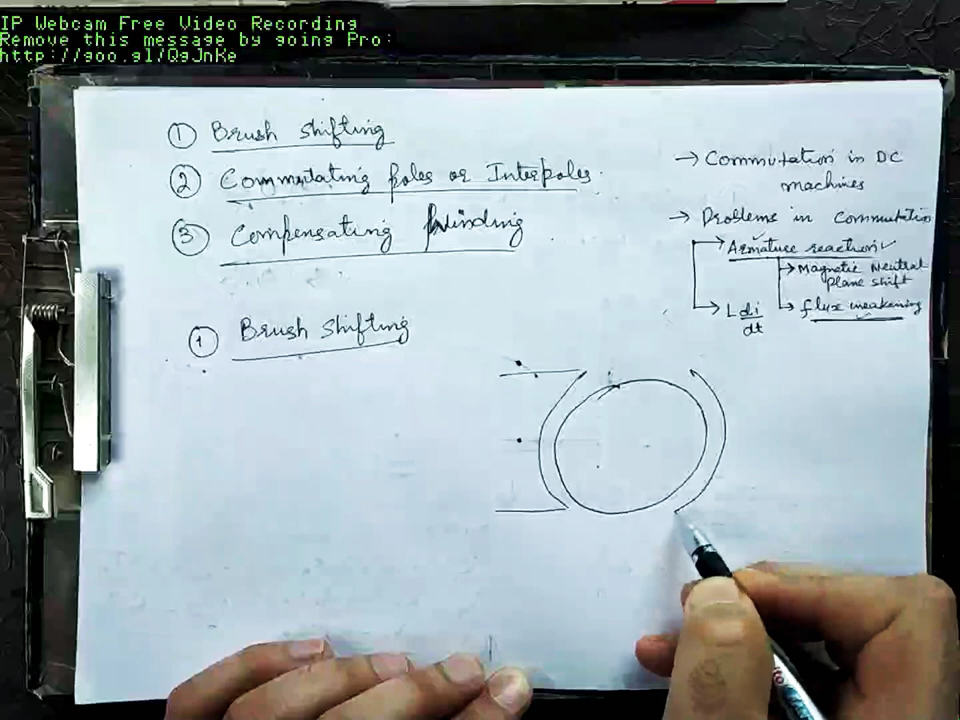 IP Webcam Free Video Recording
Remove this message by going Pro:
http://goo.gl/QgJnKe
① Brush shifting
② Commutating poles or Interpoles.
③ Compensating Winding
① Brush shifting
→ Commutation in DC
machines
→ Problems in commutatio
→ Armature reaction
→ Magnetic Neutral
plane shift
→ flux weakening
→ L di/dt